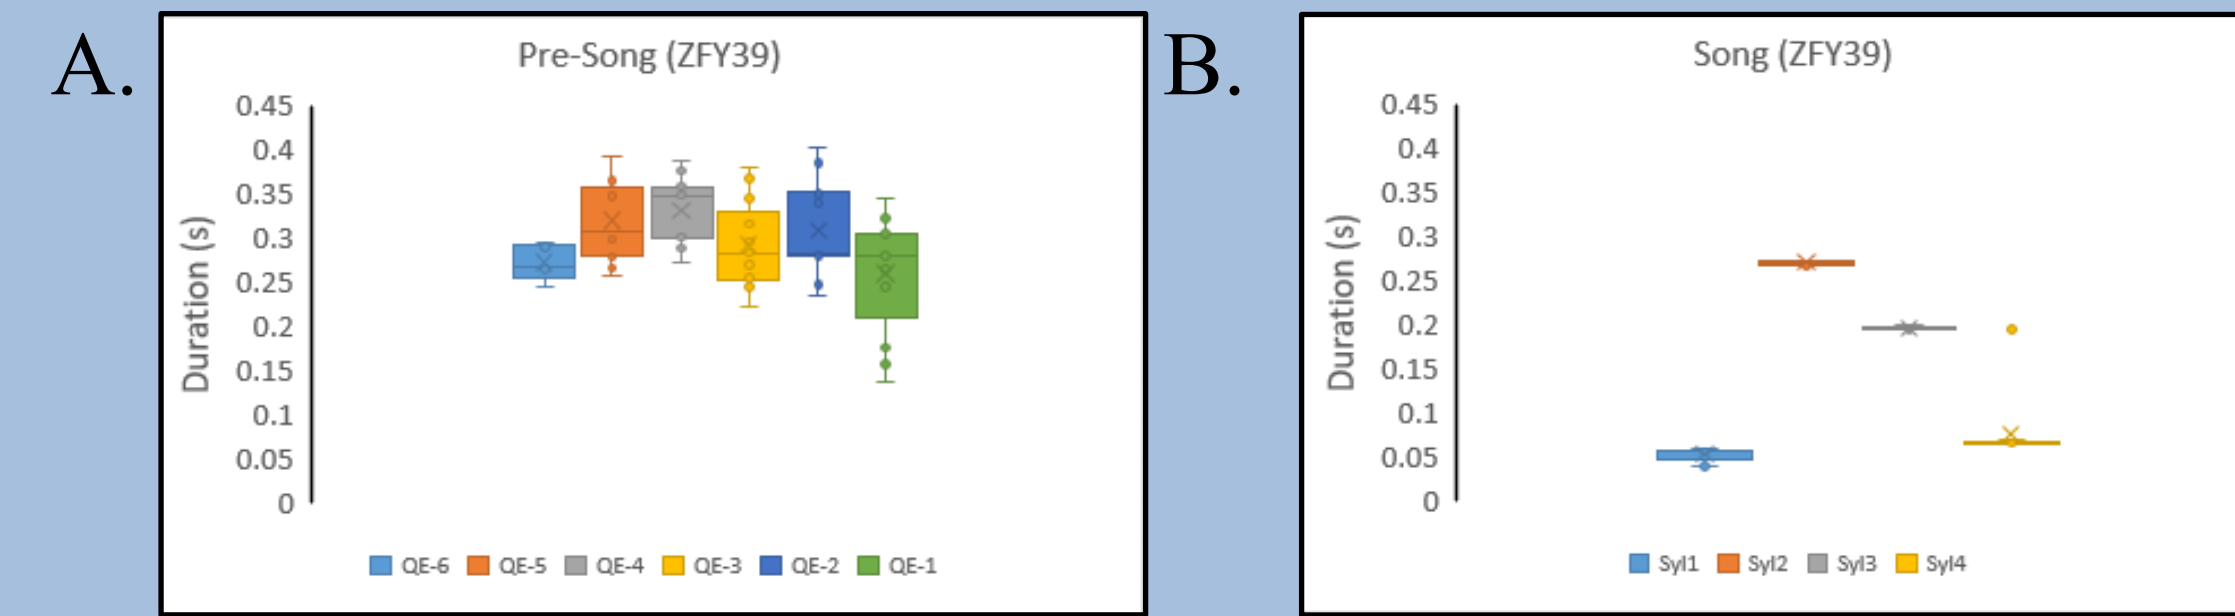 A.
Pre-Song (ZFY39)
0.45
0.4
0.35
0.3
0.25
0.2
0.15
0.1
0.05
0
Duration (s)
QE-6 QE-5 QE-4 QE-3 QE-2 QE-1
B.
Song (ZFY39)
0.45
0.4
0.35
0.3
0.25
0.2
0.15
0.1
0.05
0
Duration (s)
Syl1 Syl2 Syl3 Syl4